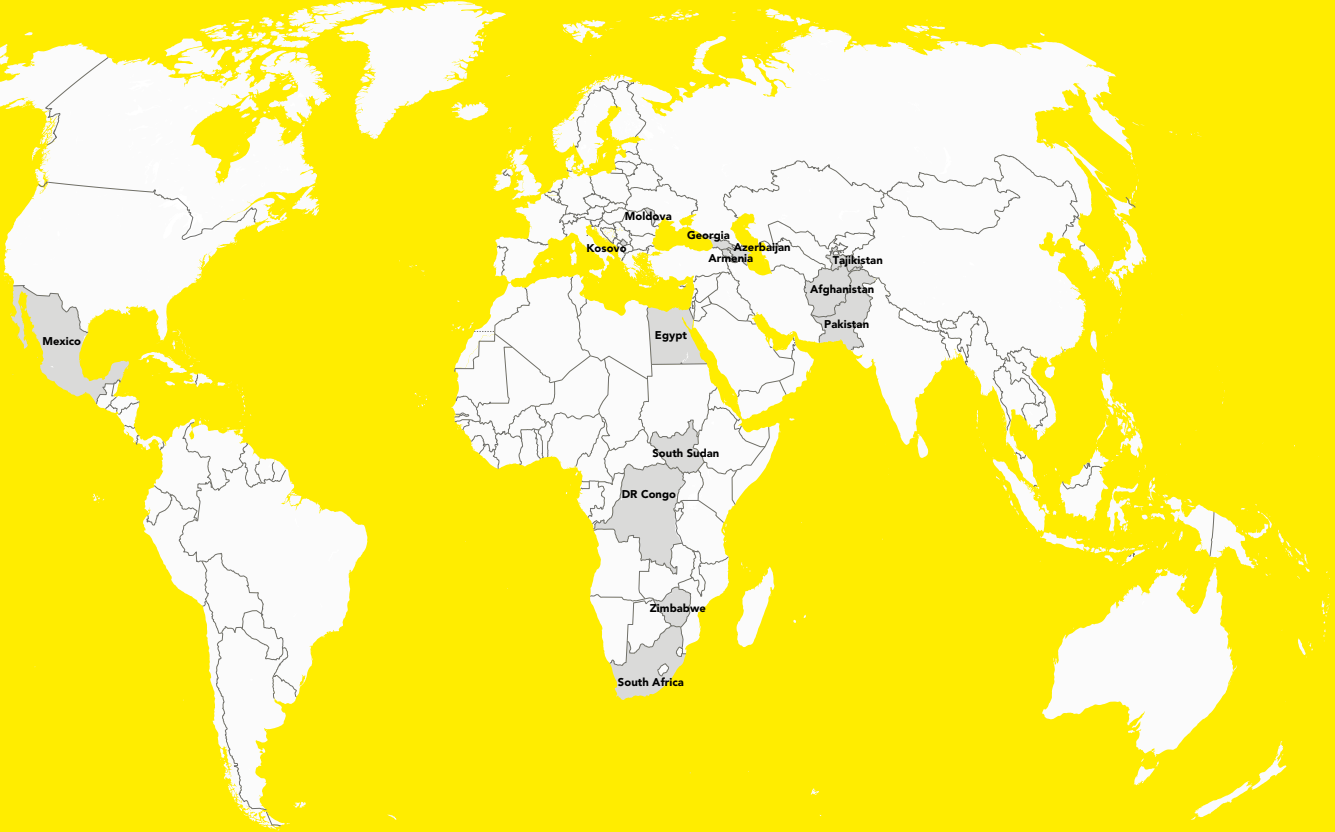 Moldova
Georgia
Kosovo
Azerbaijan
Armenia
Tajikistan
Afghanistan
Pakistan
Egypt
Mexico
South Sudan
DR Congo
Zimbabwe
South Africa